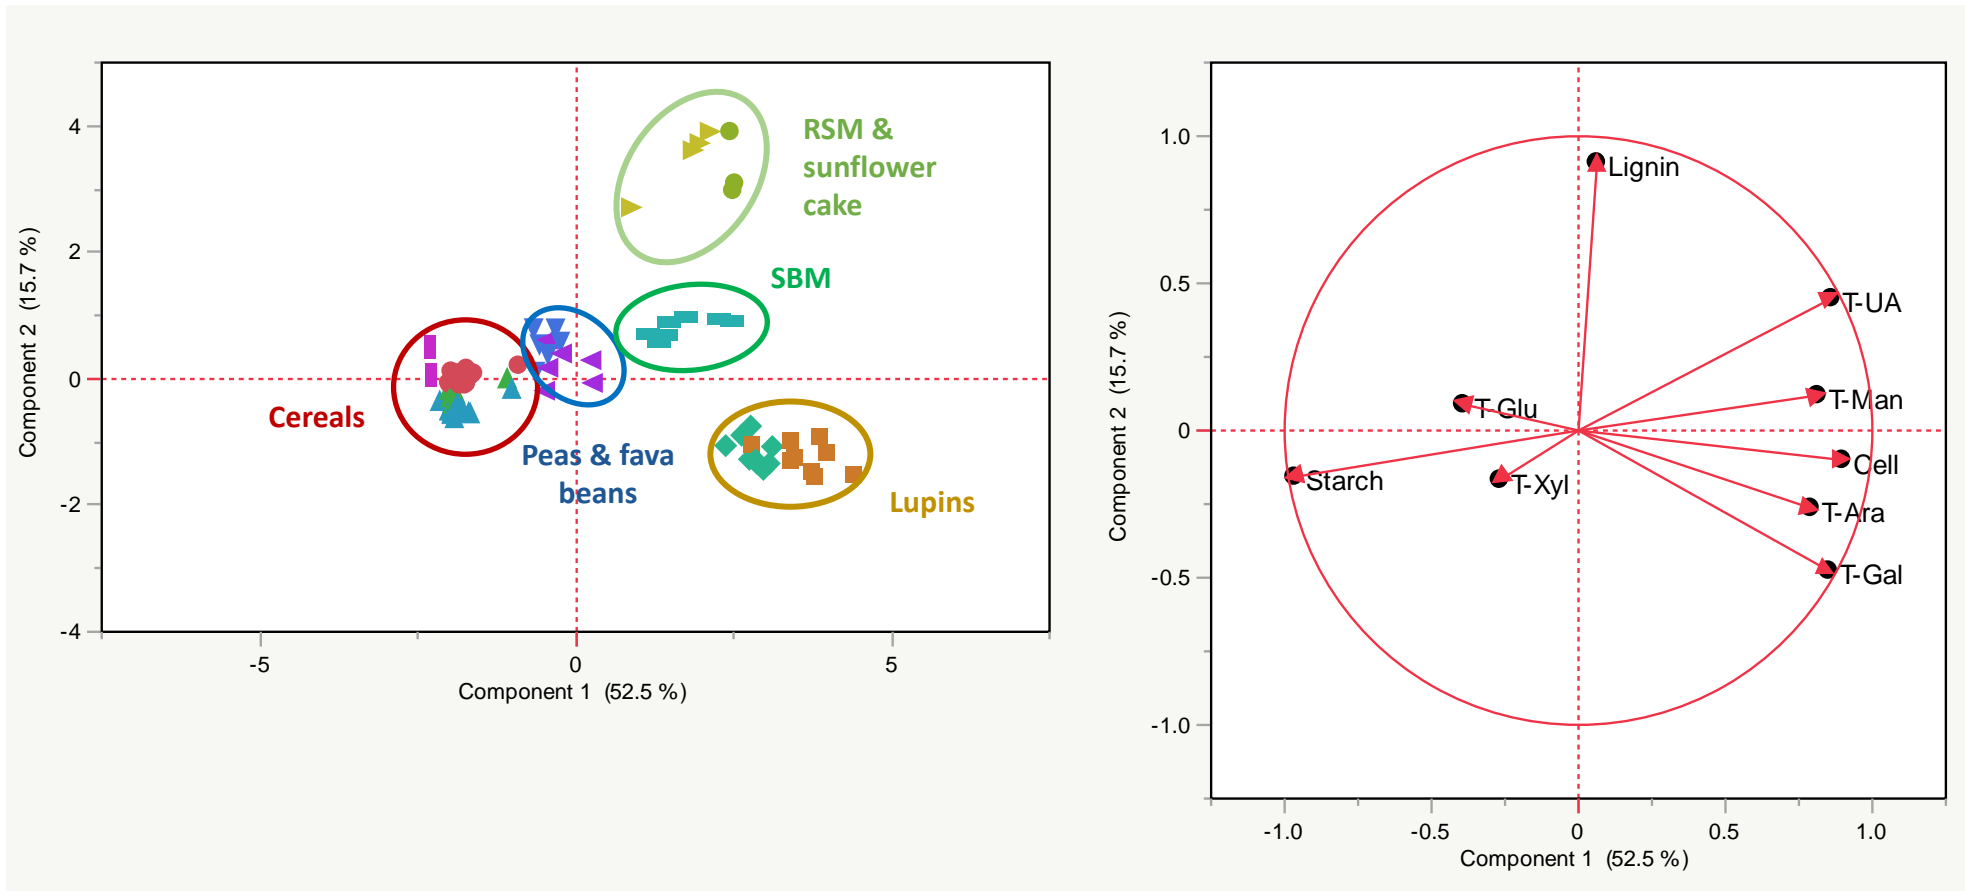 4
2
0
-2
-4
Component 2 (15.7 %)
-5
0
5
Component 1 (52.5 %)
RSM &
sunflower
cake
SBM
Cereals
Peas & fava
beans
Lupins
1.0
0.5
0
-0.5
-1.0
Component 2 (15.7 %)
-1.0
-0.5
0
0.5
1.0
Component 1 (52.5 %)
Lignin
T-UA
T-Man
T-Glu
Cell
Starch
T-Xyl
T-Ara
T-Gal